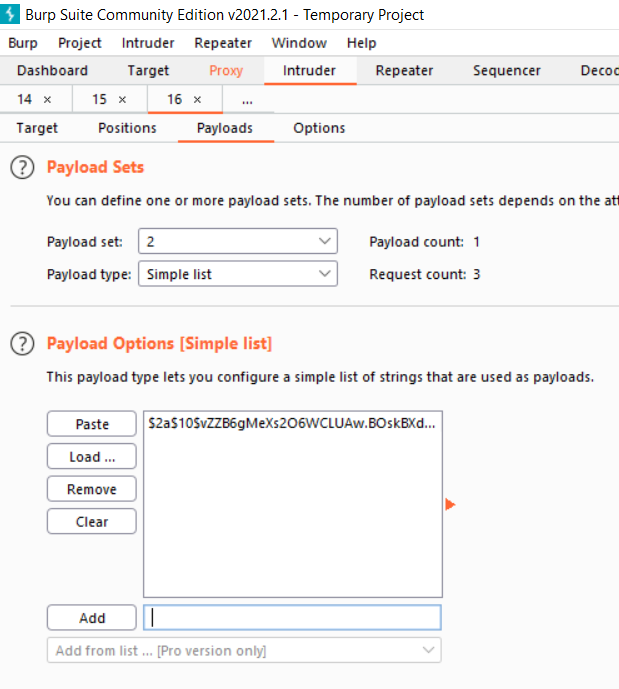 Burp Suite Community Edition v2021.2.1 - Temporary Project
Burp Project Intruder Repeater Window Help
Dashboard Target Proxy Intruder Repeater Sequencer Decod
14 × 15 × 16 × ...
Target Positions Payloads Options
? Payload Sets
You can define one or more payload sets. The number of payload sets depends on the att
Payload set: 2 Payload count: 1
Payload type: Simple list Request count: 3
? Payload Options [Simple list]
This payload type lets you configure a simple list of strings that are used as payloads.
Paste $2a$10$vZZB6gMeXs2O6WCLUAw.BOskBXd...
Load ...
Remove
Clear
Add
Add from list ... [Pro version only]